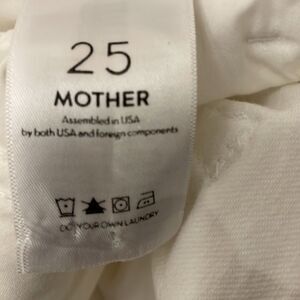 25
MOTHER
Assembled in USA
by both USA and foreign components
DO YOUR OWN LAUNDRY